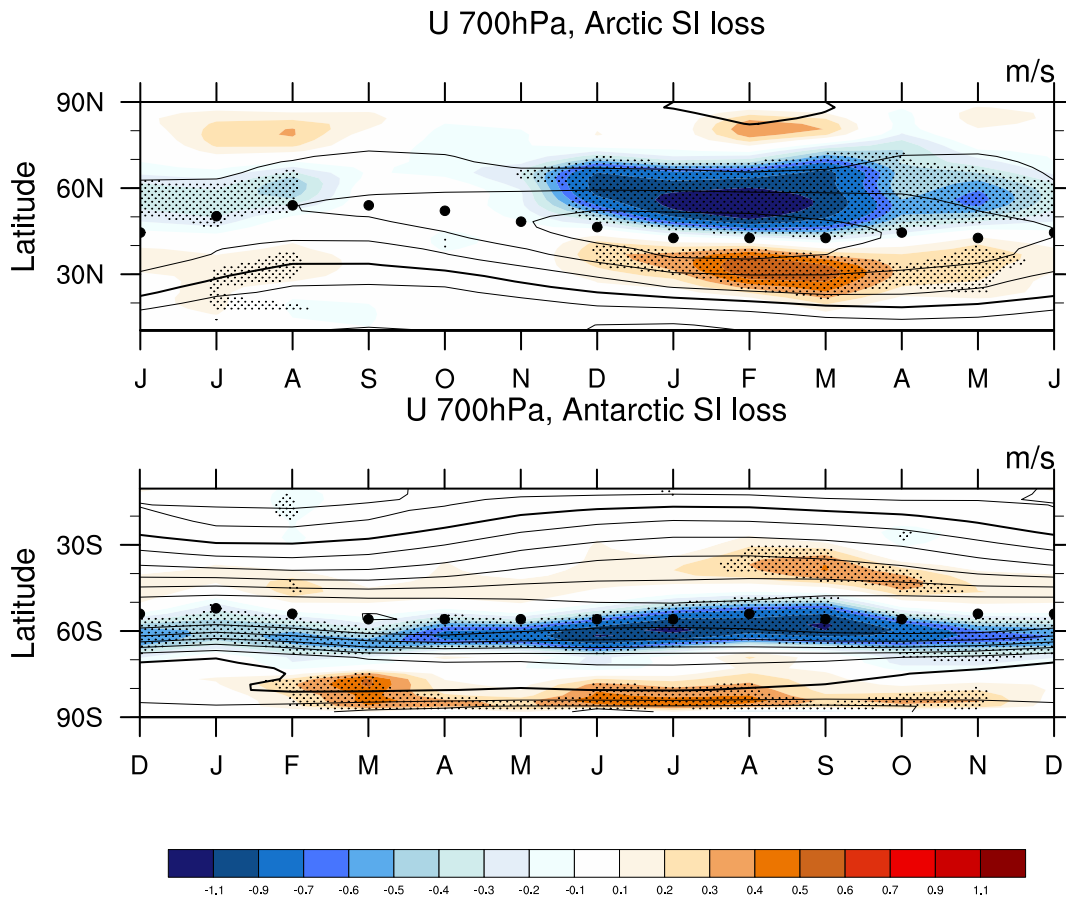 U 700hPa, Arctic SI loss
m/s
90N
60N
30N
Latitude
J J A S O N D J F M A M J
U 700hPa, Antarctic SI loss
m/s
30S
60S
90S
Latitude
D J F M A M J J A S O N D
-1.1 -0.9 -0.7 -0.6 -0.5 -0.4 -0.3 -0.2 -0.1 0.1 0.2 0.3 0.4 0.5 0.6 0.7 0.9 1.1